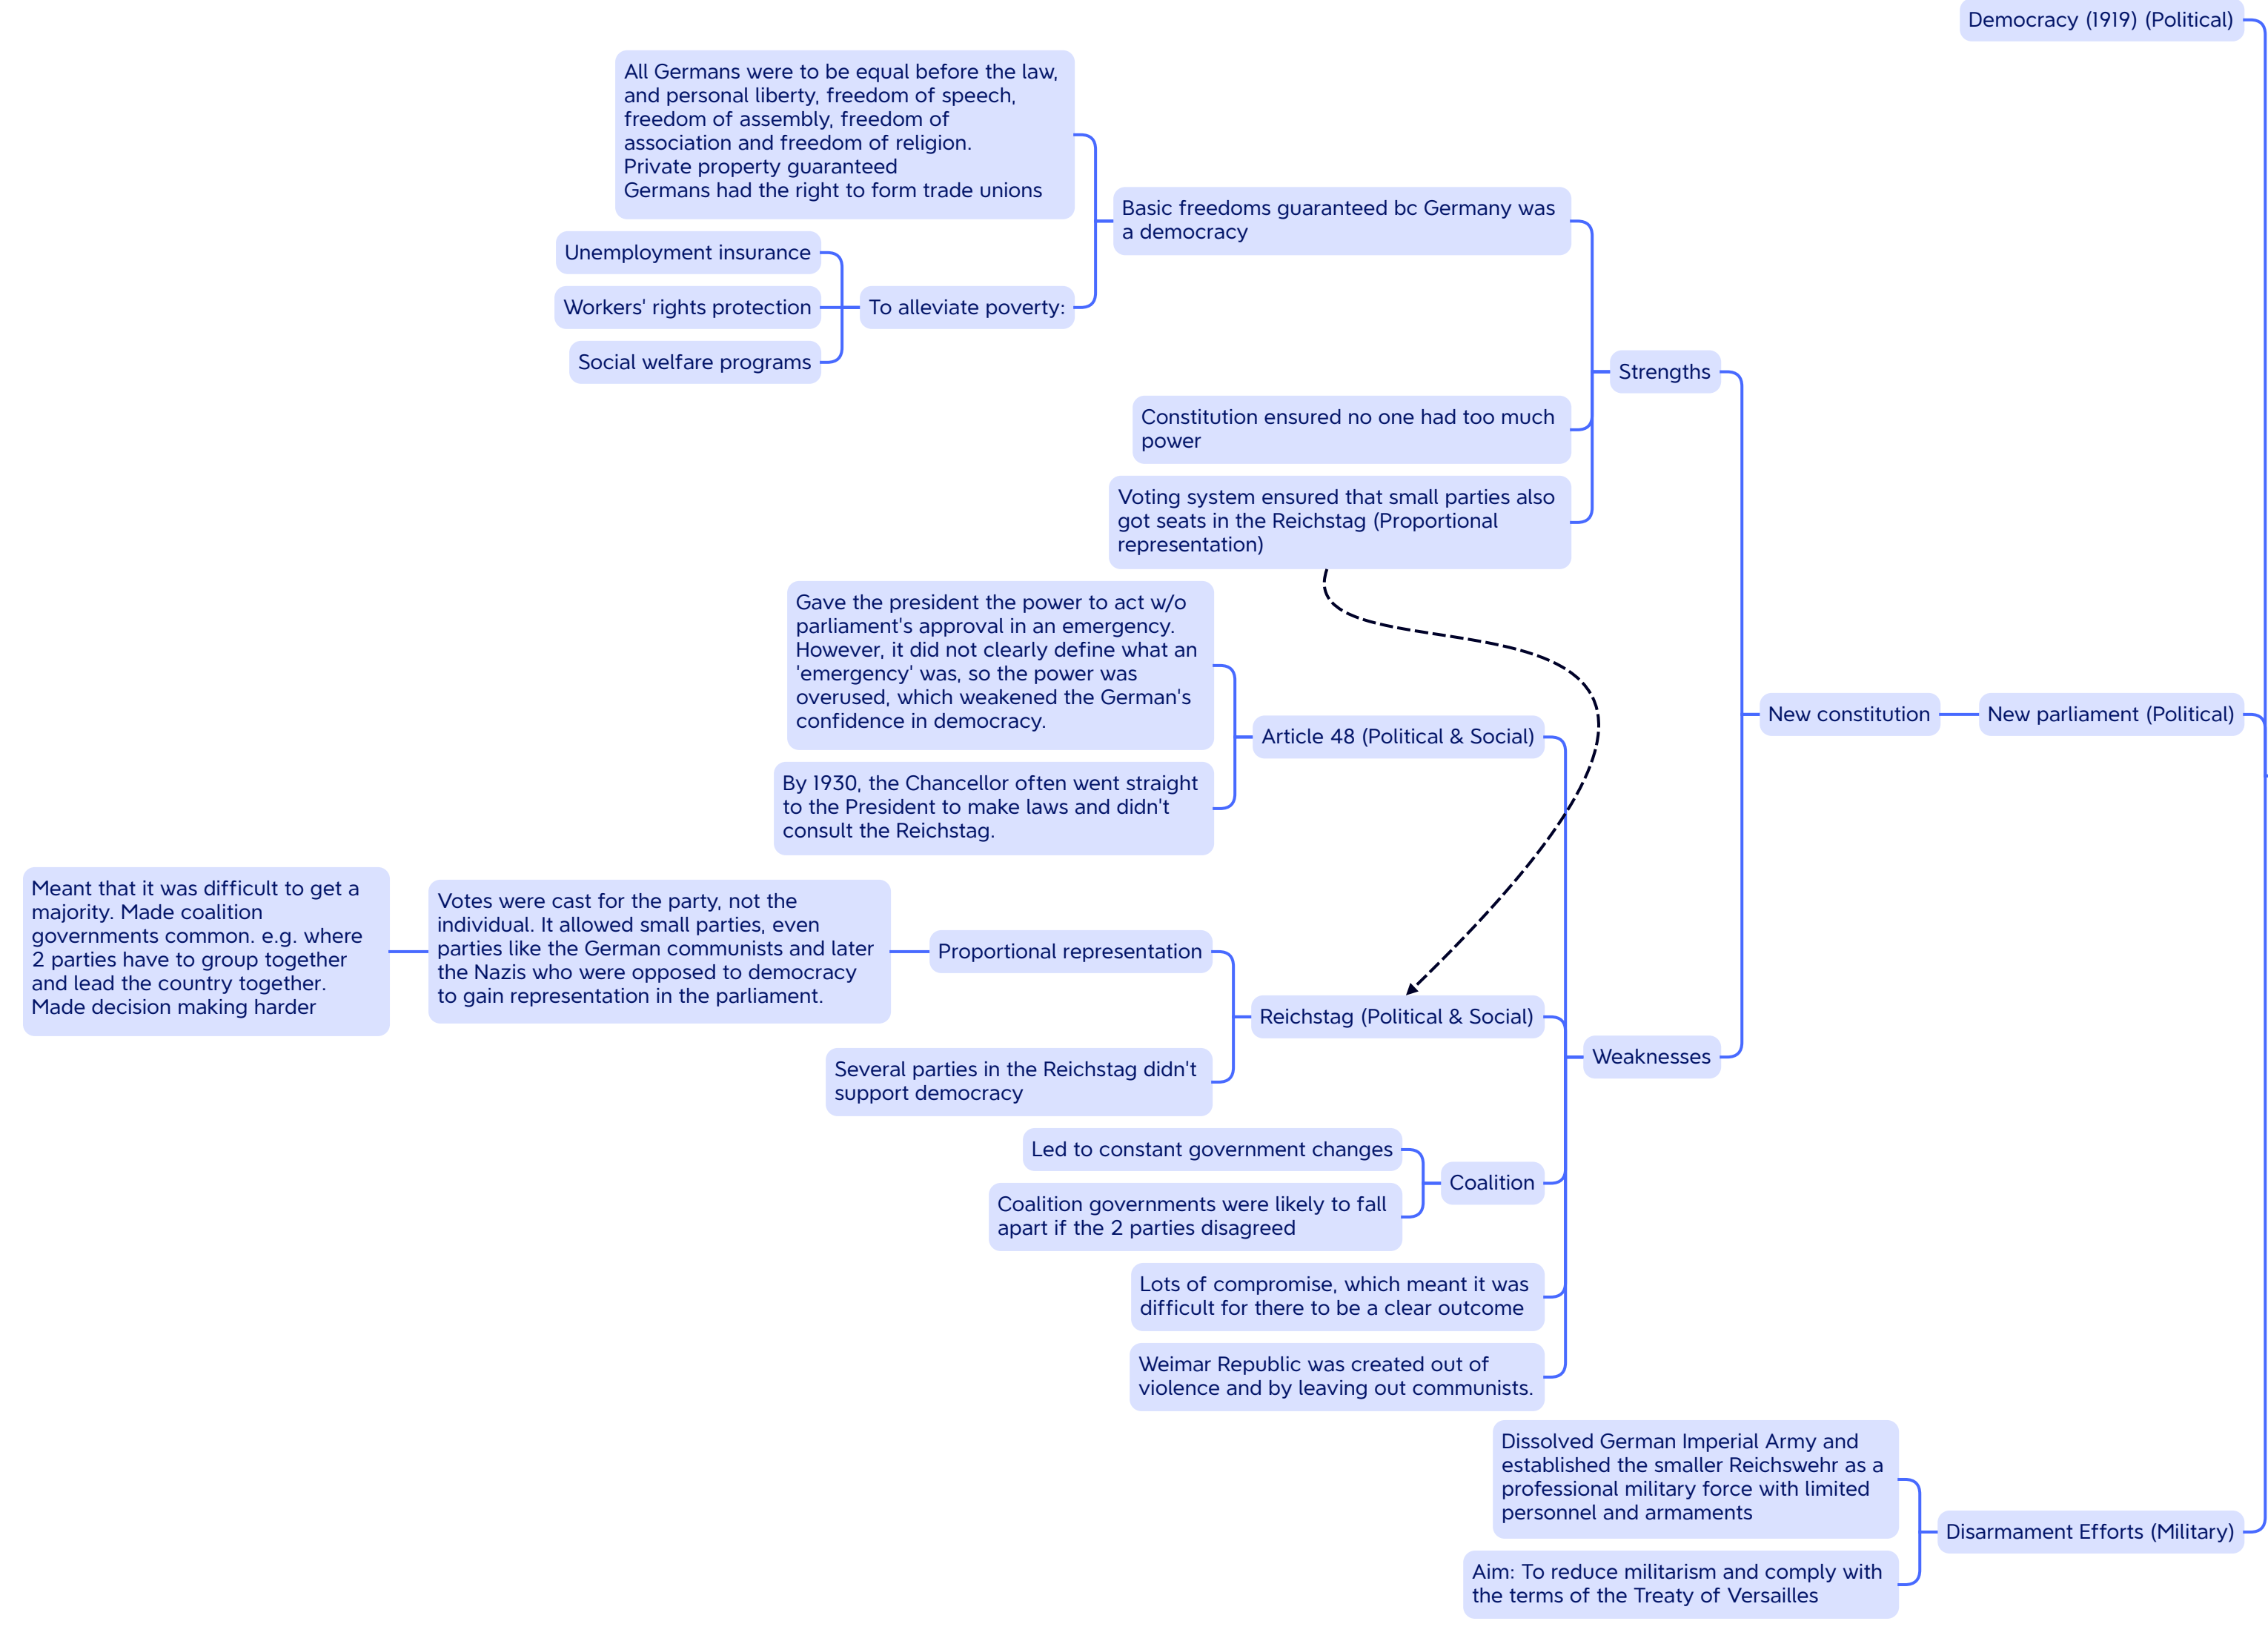 Democracy (1919) (Political)
All Germans were to be equal before the law,
and personal liberty, freedom of speech,
freedom of assembly, freedom of
association and freedom of religion.
Private property guaranteed
Germans had the right to form trade unions
Basic freedoms guaranteed bc Germany was
a democracy
Unemployment insurance
Workers' rights protection
To alleviate poverty:
Social welfare programs
Strengths
Constitution ensured no one had too much
power
Voting system ensured that small parties also
got seats in the Reichstag (Proportional
representation)
Gave the president the power to act w/o
parliament's approval in an emergency.
However, it did not clearly define what an
'emergency' was, so the power was
overused, which weakened the German's
confidence in democracy.
Article 48 (Political & Social)
By 1930, the Chancellor often went straight
to the President to make laws and didn't
consult the Reichstag.
New constitution
New parliament (Political)
Meant that it was difficult to get a
majority. Made coalition
governments common. e.g. where
2 parties have to group together
and lead the country together.
Made decision making harder
Votes were cast for the party, not the
individual. It allowed small parties, even
parties like the German communists and later
the Nazis who were opposed to democracy
to gain representation in the parliament.
Proportional representation
Reichstag (Political & Social)
Several parties in the Reichstag didn't
support democracy
Weaknesses
Led to constant government changes
Coalition
Coalition governments were likely to fall
apart if the 2 parties disagreed
Lots of compromise, which meant it was
difficult for there to be a clear outcome
Weimar Republic was created out of
violence and by leaving out communists.
Dissolved German Imperial Army and
established the smaller Reichswehr as a
professional military force with limited
personnel and armaments
Disarmament Efforts (Military)
Aim: To reduce militarism and comply with
the terms of the Treaty of Versailles